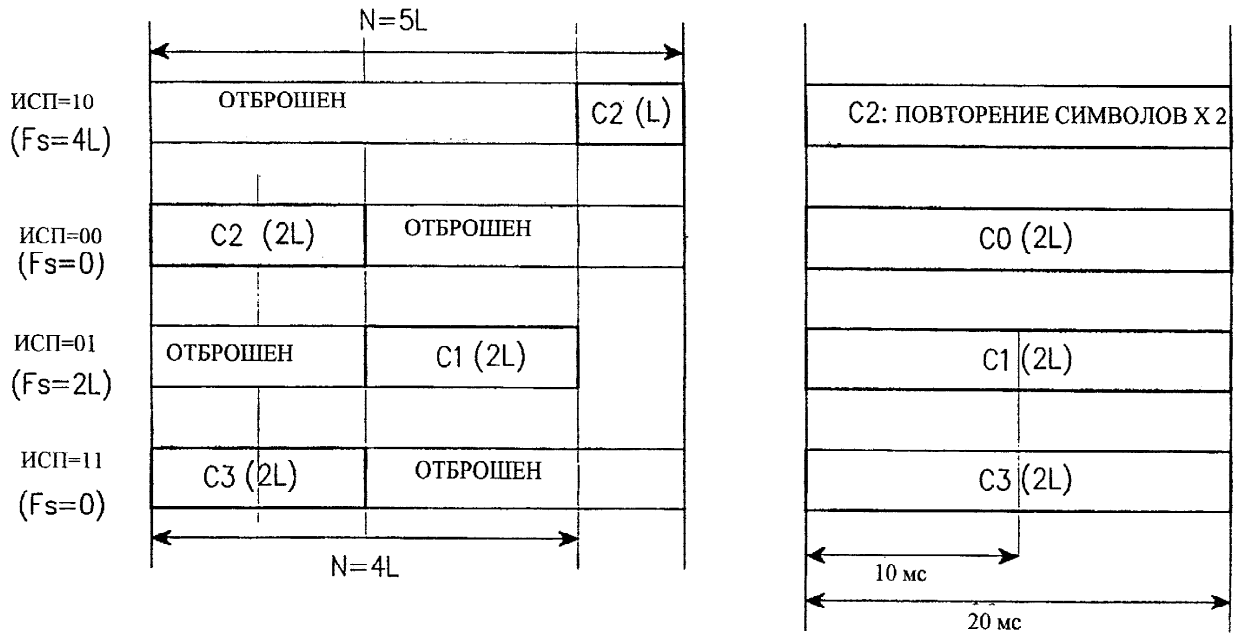 N=5L
ИСП=10
(Fs=4L)
ОТБРОШЕН
C2 (L)
C2: ПОВТОРЕНИЕ СИМВОЛОВ X 2
ИСП=00
(Fs=0)
C2 (2L)
ОТБРОШЕН
C0 (2L)
ИСП=01
(Fs=2L)
ОТБРОШЕН
C1 (2L)
C1 (2L)
ИСП=11
(Fs=0)
C3 (2L)
ОТБРОШЕН
C3 (2L)
N=4L
10 мс
20 мс